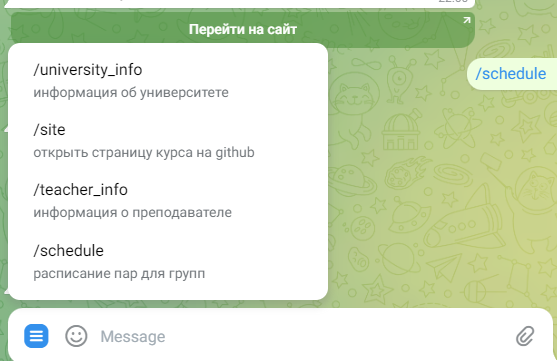 Перейти на сайт
/schedule
/university_info
информация об университете
/site
открыть страницу курса на github
/teacher_info
информация о преподавателе
/schedule
расписание пар для групп
Message